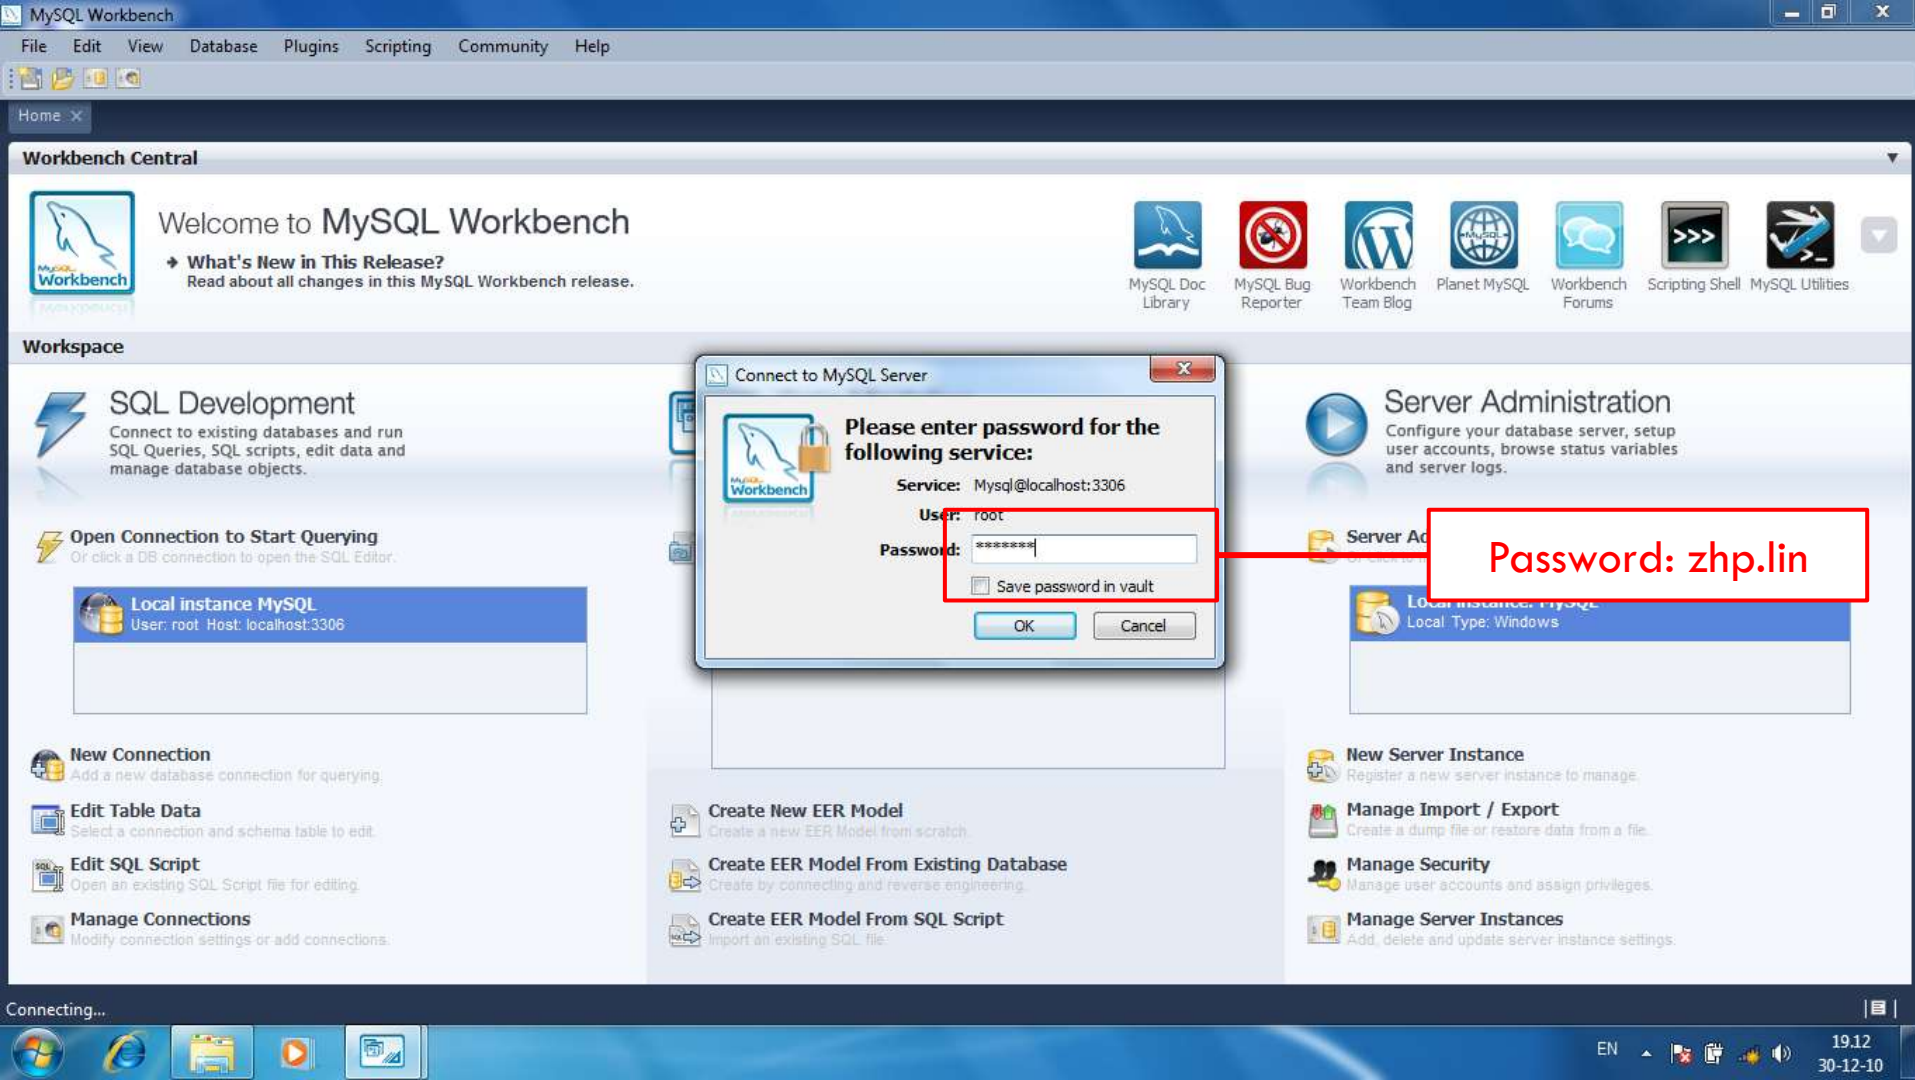 MySQL Workbench
File Edit View Database Plugins Scripting Community Help
Home
Workbench Central
MySQL
Workbench
Welcome to MySQL Workbench
What's New in This Release?
Read about all changes in this MySQL Workbench release.
MySQL Doc
Library
MySQL Bug
Reporter
Workbench
Team Blog
MySQL
Planet MySQL
Workbench
Forums
>>>
Scripting Shell
MySQL Utilities
Workspace
SQL Development
Connect to existing databases and run
SQL Queries, SQL scripts, edit data and
manage database objects.
Open Connection to Start Querying
Or click a DB connection to open the SQL Editor.
Local instance MySQL
User: root Host: localhost:3306
New Connection
Add a new database connection for querying.
Edit Table Data
Select a connection and schema table to edit.
Edit SQL Script
Open an existing SQL Script file for editing.
Manage Connections
Modify connection settings or add connections.
Connect to MySQL Server
MySQL
Workbench
Please enter password for the
following service:
Service: Mysql@localhost:3306
User: root
Password: *******
Save password in vault
OK Cancel
Password: zhp.lin
Create New EER Model
Create a new EER Model from scratch.
Create EER Model From Existing Database
Create by connecting and reverse engineering.
Create EER Model From SQL Script
Import an existing SQL file.
Server Administration
Configure your database server, setup
user accounts, browse status variables
and server logs.
Server
Local Type: Windows
New Server Instance
Register a new server instance to manage.
Manage Import / Export
Create a dump file or restore data from a file.
Manage Security
Manage user accounts and assign privileges.
Manage Server Instances
Add, delete and update server instance settings.
Connecting...
EN
19.12
30-12-10